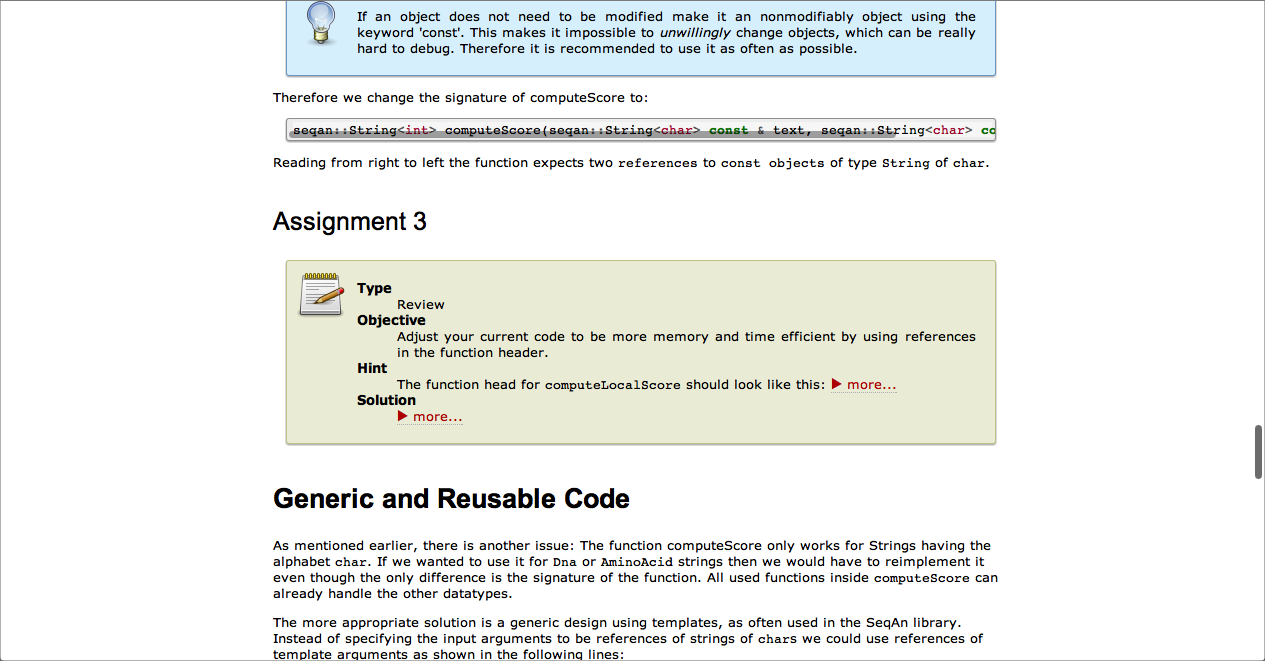 If an object does not need to be modified make it an nonmodifiably object using the
keyword 'const'. This makes it impossible to unwillingly change objects, which can be really
hard to debug. Therefore it is recommended to use it as often as possible.
Therefore we change the signature of computeScore to:
seqan::String<int> computeScore(seqan::String<char> const & text, seqan::String<char> co
Reading from right to left the function expects two references to const objects of type String of char.
Assignment 3
Type
Review
Objective
Adjust your current code to be more memory and time efficient by using references
in the function header.
Hint
The function head for computeLocalScore should look like this: ▶ more...
Solution
▶ more...
Generic and Reusable Code
As mentioned earlier, there is another issue: The function computeScore only works for Strings having the
alphabet char. If we wanted to use it for Dna or AminoAcid strings then we would have to reimplement it
even though the only difference is the signature of the function. All used functions inside computeScore can
already handle the other datatypes.
The more appropriate solution is a generic design using templates, as often used in the SeqAn library.
Instead of specifying the input arguments to be references of strings of chars we could use references of
template arguments as shown in the following lines: